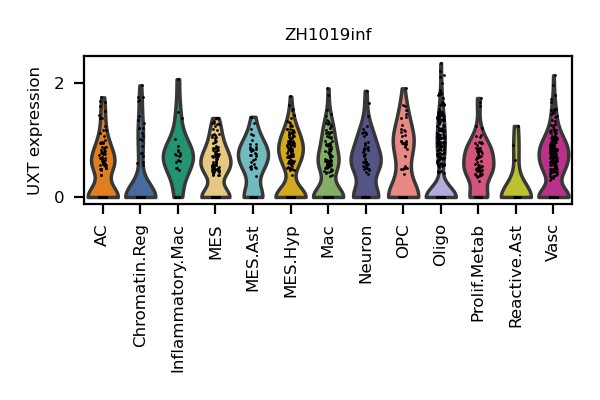 ZH1019inf
UXT expression
2
0
AC
Chromatin.Reg
Inflammatory.Mac
MES
MES.Ast
MES.Hyp
Mac
Neuron
OPC
Oligo
Prolif.Metab
Reactive.Ast
Vasc